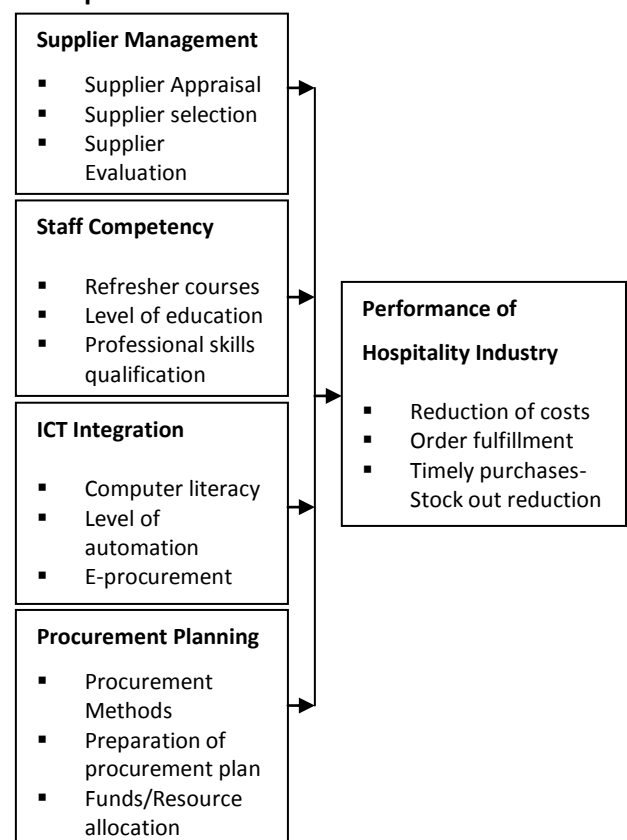 Supplier Management
▪ Supplier Appraisal
▪ Supplier selection
▪ Supplier
Evaluation
Staff Competency
▪ Refresher courses
▪ Level of education
▪ Professional skills
qualification
ICT Integration
▪ Computer literacy
▪ Level of
automation
▪ E-procurement
Procurement Planning
▪ Procurement
Methods
▪ Preparation of
procurement plan
▪ Funds/Resource
allocation
Performance of
Hospitality Industry
▪ Reduction of costs
▪ Order fulfillment
▪ Timely purchases-
Stock out reduction